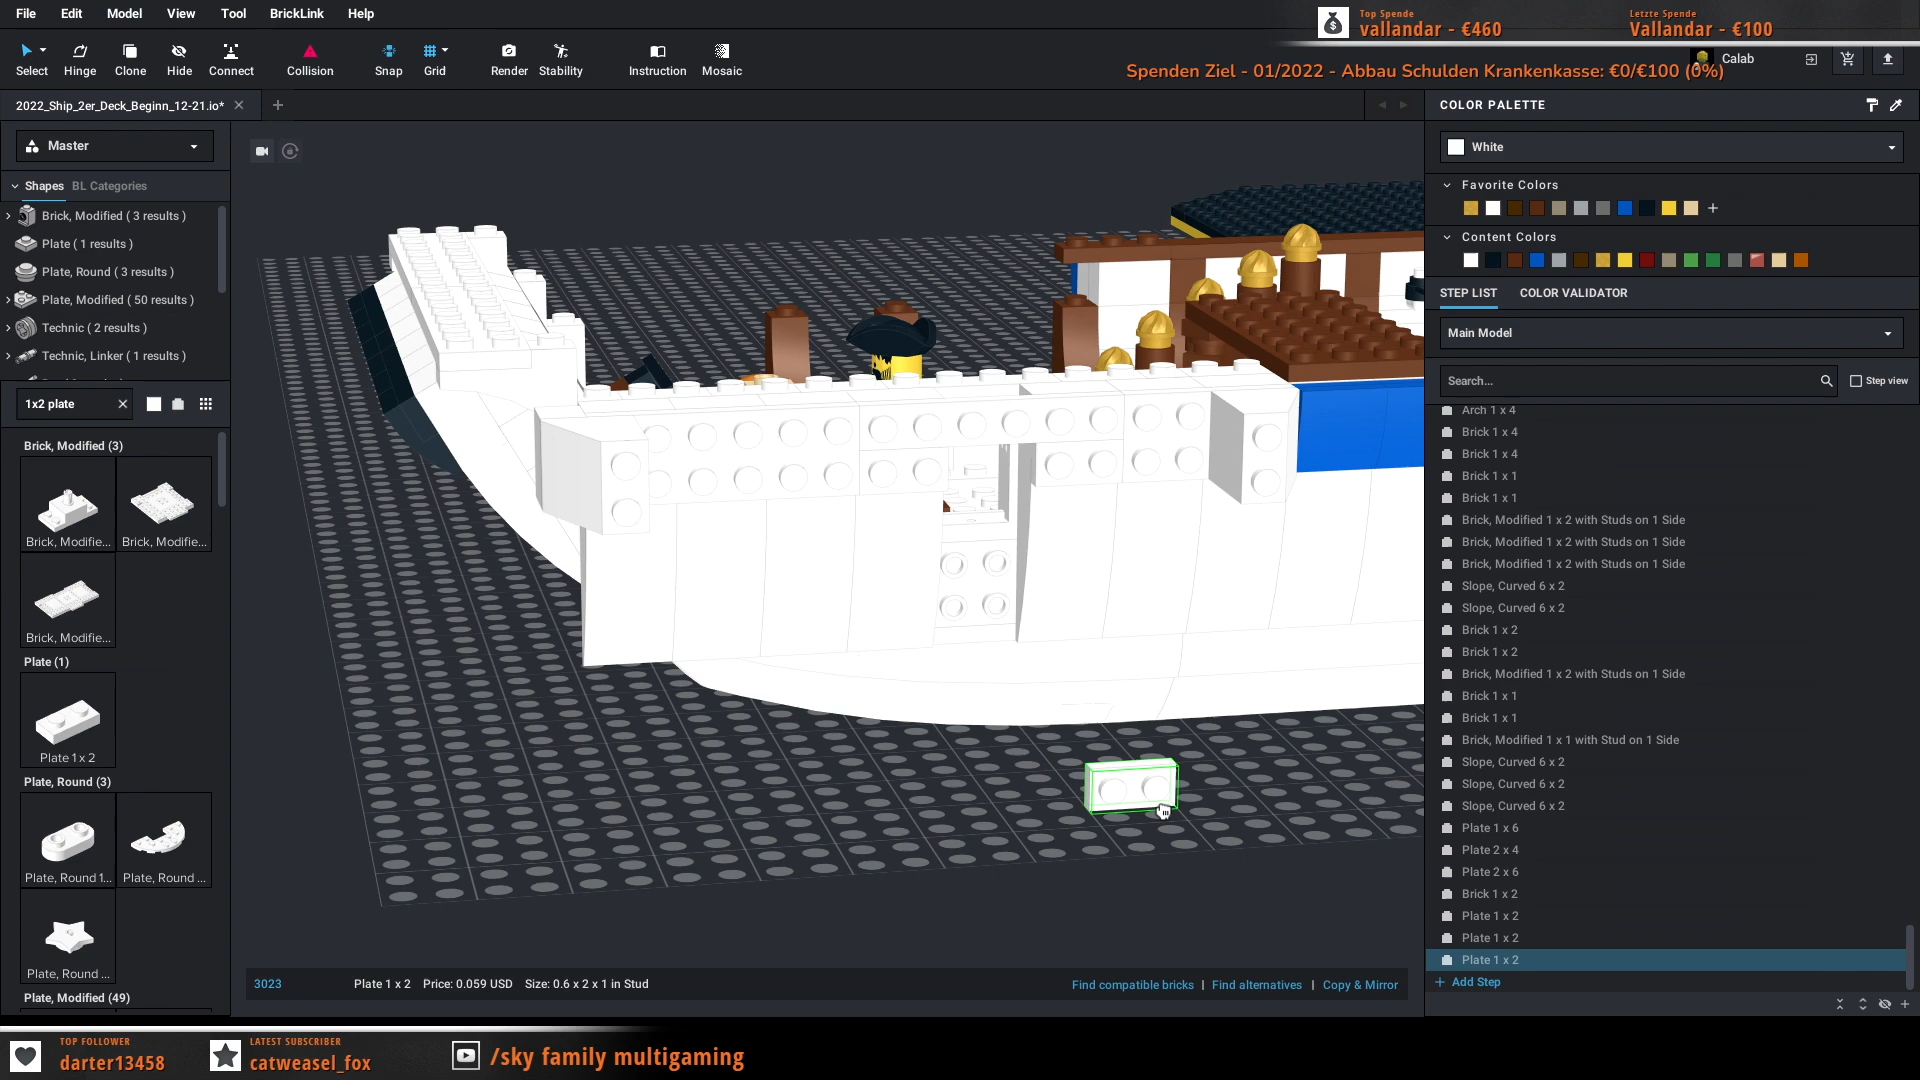 File Edit Model View Tool BrickLink Help
Top Spende
vallandar - €460
Letzte Spende
Vallandar - €100
Select Hinge Clone Hide Connect Collision Snap Grid Render Stability Instruction Mosaic
Calab
Spenden Ziel - 01/2022 - Abbau Schulden Krankenkasse: €0/€100 (0%)
2022_Ship_2er_Deck_Beginn_12-21.io*
Master
Shapes BL Categories
Brick, Modified ( 3 results )
Plate ( 1 results )
Plate, Round ( 3 results )
Plate, Modified ( 50 results )
Technic ( 2 results )
Technic, Linker ( 1 results )
1x2 plate
Brick, Modified (3)
Brick, Modifie... Brick, Modifie...
Brick, Modifie...
Plate (1)
Plate 1 x 2
Plate, Round (3)
Plate, Round 1... Plate, Round ...
Plate, Round ...
Plate, Modified (49)
3023 Plate 1 x 2 Price: 0.059 USD Size: 0.6 x 2 x 1 in Stud
Find compatible bricks | Find alternatives | Copy & Mirror
COLOR PALETTE
White
Favorite Colors
Content Colors
STEP LIST COLOR VALIDATOR
Main Model
Search... Step view
Arch 1 x 4
Brick 1 x 4
Brick 1 x 4
Brick 1 x 1
Brick 1 x 1
Brick, Modified 1 x 2 with Studs on 1 Side
Brick, Modified 1 x 2 with Studs on 1 Side
Brick, Modified 1 x 2 with Studs on 1 Side
Slope, Curved 6 x 2
Slope, Curved 6 x 2
Brick 1 x 2
Brick 1 x 2
Brick, Modified 1 x 2 with Studs on 1 Side
Brick 1 x 1
Brick 1 x 1
Brick, Modified 1 x 1 with Stud on 1 Side
Slope, Curved 6 x 2
Slope, Curved 6 x 2
Slope, Curved 6 x 2
Plate 1 x 6
Plate 2 x 4
Plate 2 x 6
Brick 1 x 2
Plate 1 x 2
Plate 1 x 2
Plate 1 x 2
+ Add Step
TOP FOLLOWER
darter13458
LATEST SUBSCRIBER
catweasel_fox
/sky family multigaming